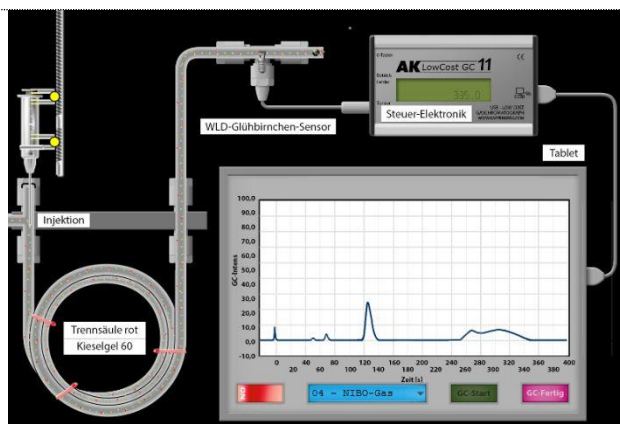 AK LowCost GC 11
CE
335.0
WLD-Glühbirnchen-Sensor
Steuer-Elektronik
Tablet
Injektion
Trennsäule rot
Kieselgel 60
GC-Intens
100,0
90,0
80,0
70,0
60,0
50,0
40,0
30,0
20,0
10,0
0,0
-10,0
0 40 80 120 160 200 240 280 320 360 400
20 60 100 140 180 220 260 300 340 380
Zeit [s]
04 - NIBO-Gas
GC-Start
GC-Fertig